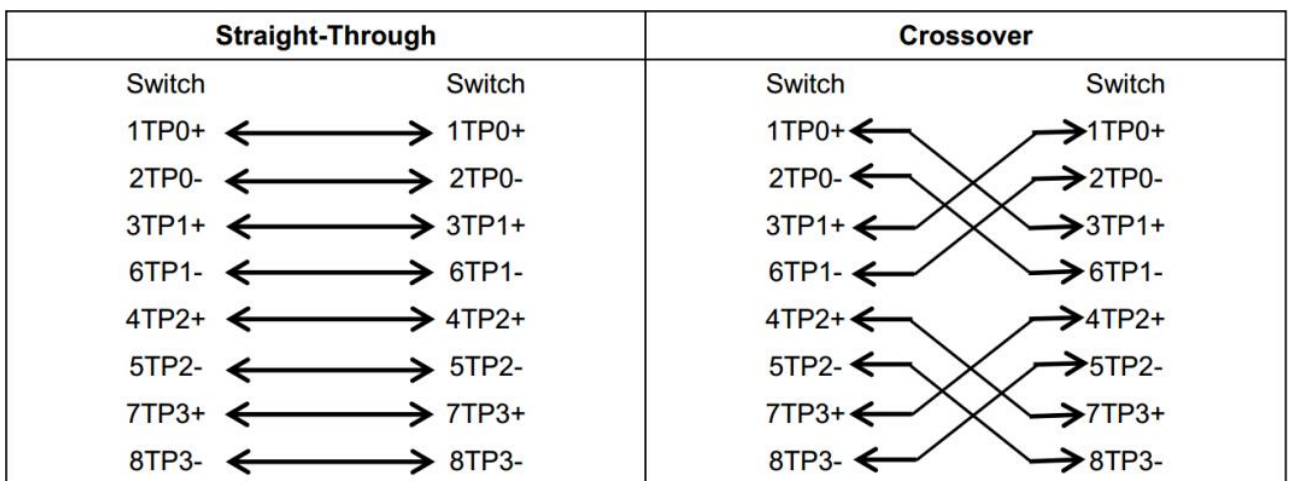 Straight-Through Crossover
Switch Switch Switch Switch
1TP0+ 1TP0+ 1TP0+ 1TP0+
2TP0- 2TP0- 2TP0- 2TP0-
3TP1+ 3TP1+ 3TP1+ 3TP1+
6TP1- 6TP1- 6TP1- 6TP1-
4TP2+ 4TP2+ 4TP2+ 4TP2+
5TP2- 5TP2- 5TP2- 5TP2-
7TP3+ 7TP3+ 7TP3+ 7TP3+
8TP3- 8TP3- 8TP3- 8TP3-